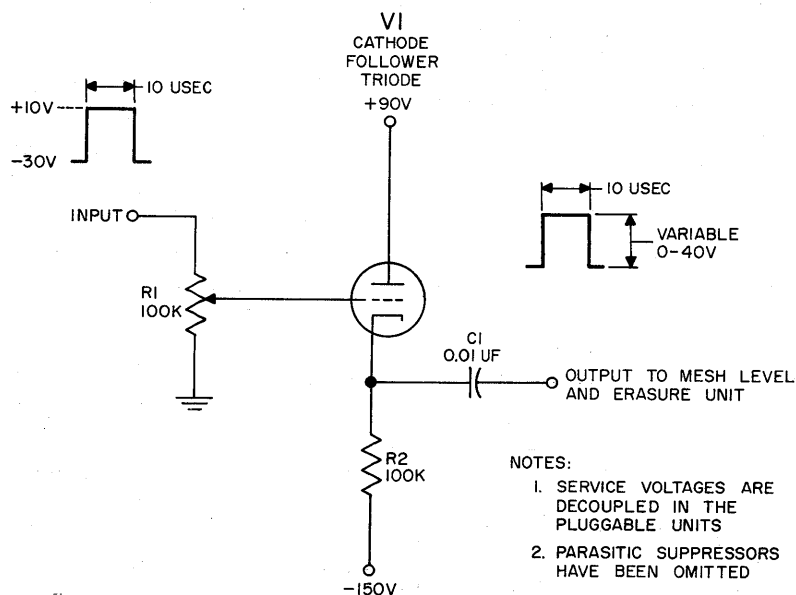 V1
CATHODE
FOLLOWER
TRIODE
+90V
10 USEC
+10V
-30V
INPUT
R1
100K
10 USEC
VARIABLE
0-40V
C1
0.01 UF
OUTPUT TO MESH LEVEL
AND ERASURE UNIT
R2
100K
-150V
NOTES:
1. SERVICE VOLTAGES ARE
DECOUPLED IN THE
PLUGGABLE UNITS
2. PARASITIC SUPPRESSORS
HAVE BEEN OMITTED